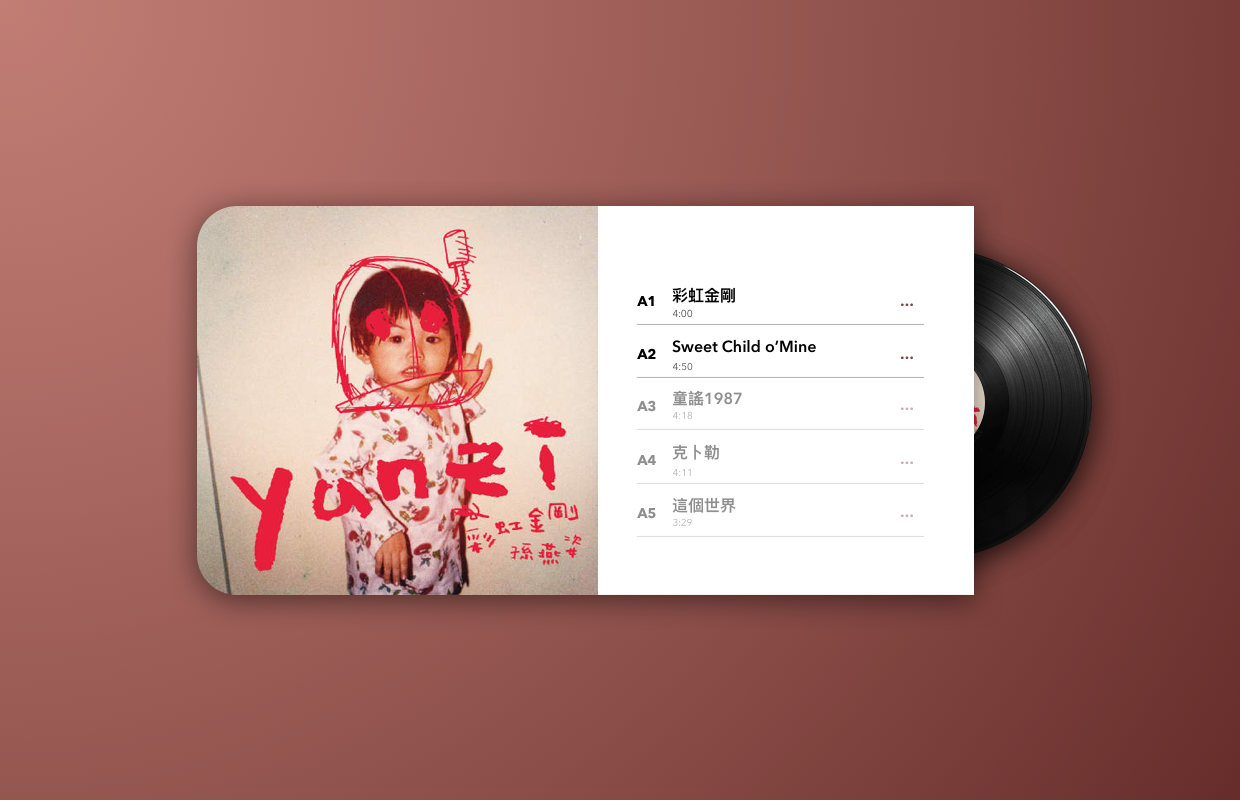 yanzi
彩虹金剛
孫燕姿
A1
彩虹金剛
4:00
...
A2
Sweet Child o’Mine
4:50
...
A3
童謠1987
4:18
...
A4
克卜勒
4:11
...
A5
這個世界
3:29
...